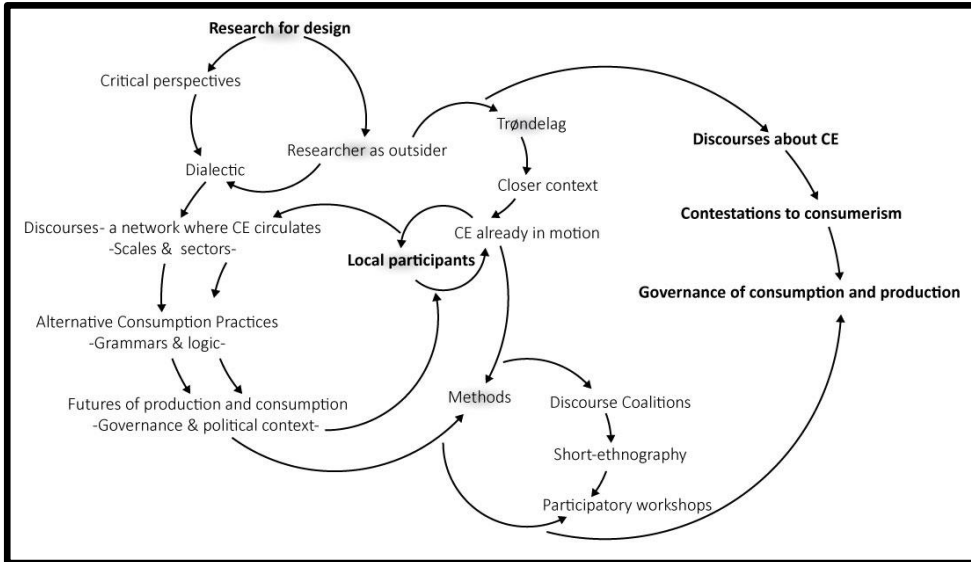 Research for design
Critical perspectives
Trøndelag
Researcher as outsider
Discourses about CE
Dialectic
Closer context
Discourses- a network where CE circulates
-Scales & sectors-
CE already in motion
Contestations to consumerism
Local participants
Governance of consumption and production
Alternative Consumption Practices
-Grammars & logic-
Futures of production and consumption
-Governance & political context-
Methods
Discourse Coalitions
Short-ethnography
Participatory workshops